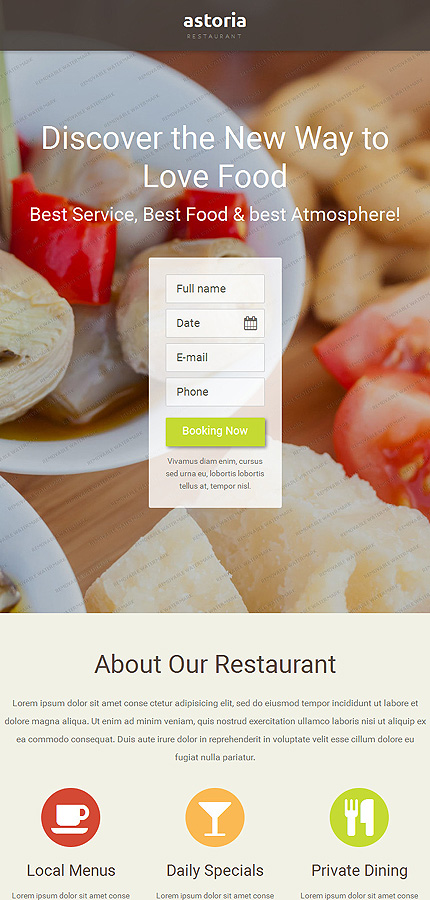 astoria
RESTAURANT
Discover the New Way to
Love Food
Best Service, Best Food & best Atmosphere!
Full name
Date
E-mail
Phone
Booking Now
Vivamus diam enim, cursus
sed urna eu, lobortis lobortis
tellus at, tempor nisl.
About Our Restaurant
Lorem ipsum dolor sit amet conse ctetur adipisicing elit, sed do eiusmod tempor incididunt ut labore et
dolore magna aliqua. Ut enim ad minim veniam, quis nostrud exercitation ullamco laboris nisi ut aliquip ex
ea commodo consequat. Duis aute irure dolor in reprehenderit in voluptate velit esse cillum dolore eu
fugiat nulla pariatur.
Local Menus Daily Specials Private Dining
Lorem ipsum dolor sit amet conse Lorem ipsum dolor sit amet conse Lorem ipsum dolor sit amet conse